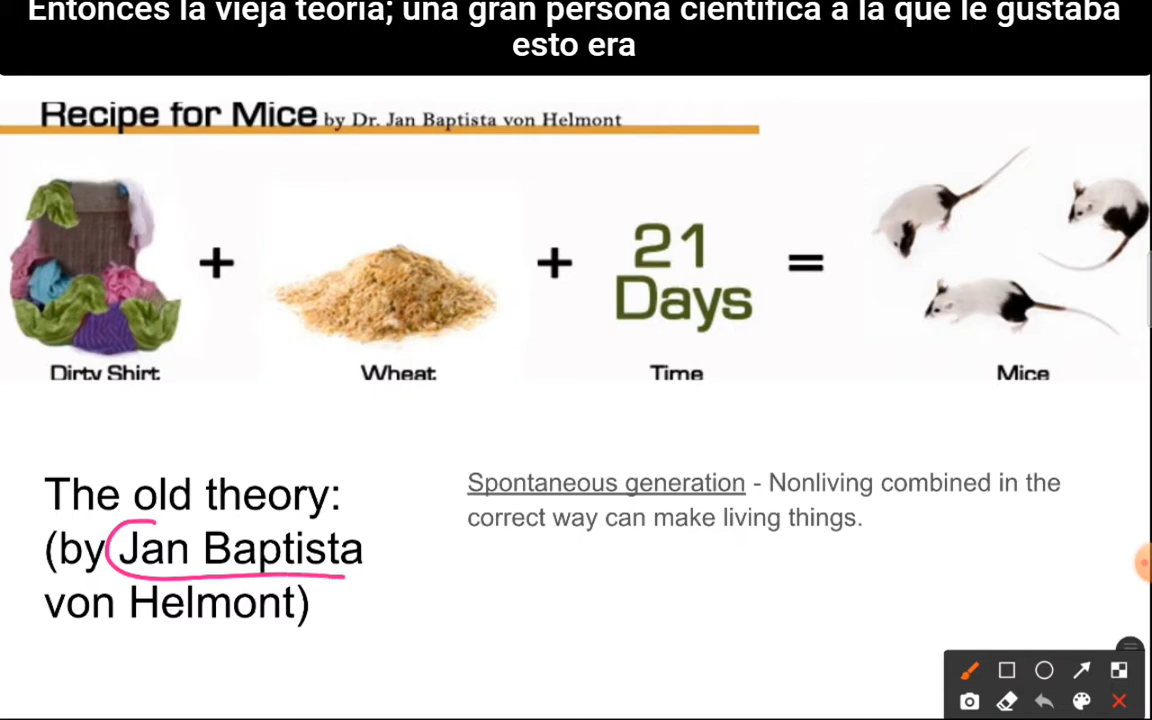 Entonces la vieja teoría; una gran persona científica a la que le gustaba
esto era
Recipe for Mice by Dr. Jan Baptista von Helmont
+ + 21 Days =
Dirty Shirt Wheat Time Mice
The old theory:
(by Jan Baptista
von Helmont)
Spontaneous generation - Nonliving combined in the
correct way can make living things.